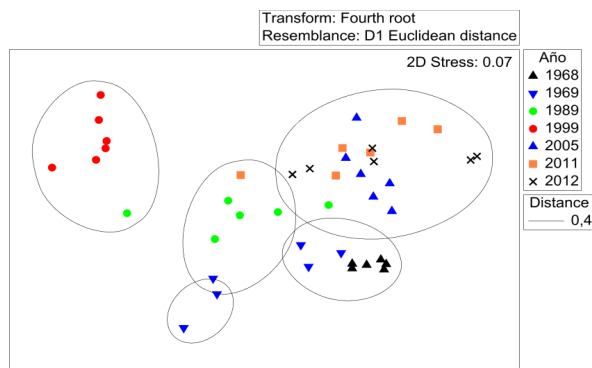 Transform: Fourth root
Resemblance: D1 Euclidean distance
2D Stress: 0.07
Año
1968
1969
1989
1999
2005
2011
2012
Distance
0,4